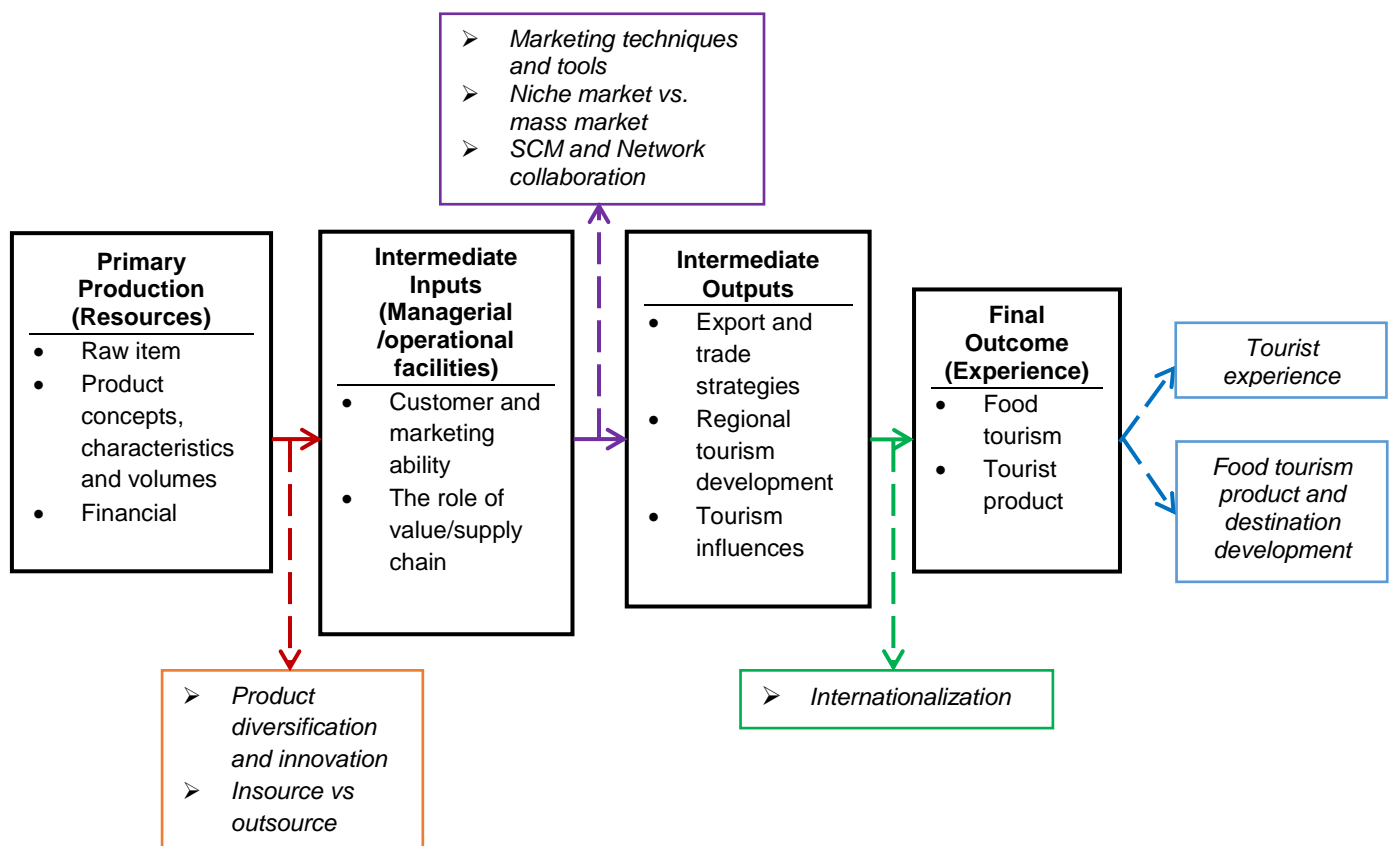 Marketing techniques
and tools
Niche market vs.
mass market
SCM and Network
collaboration
Primary
Production
(Resources)
Raw item
Product
concepts,
characteristics
and volumes
Financial
Intermediate
Inputs
(Managerial
/operational
facilities)
Customer and
marketing
ability
The role of
value/supply
chain
Intermediate
Outputs
Export and
trade
strategies
Regional
tourism
development
Tourism
influences
Final
Outcome
(Experience)
Food
tourism
Tourist
product
Tourist
experience
Food tourism
product and
destination
development
Product
diversification
and innovation
Insource vs
outsource
Internationalization